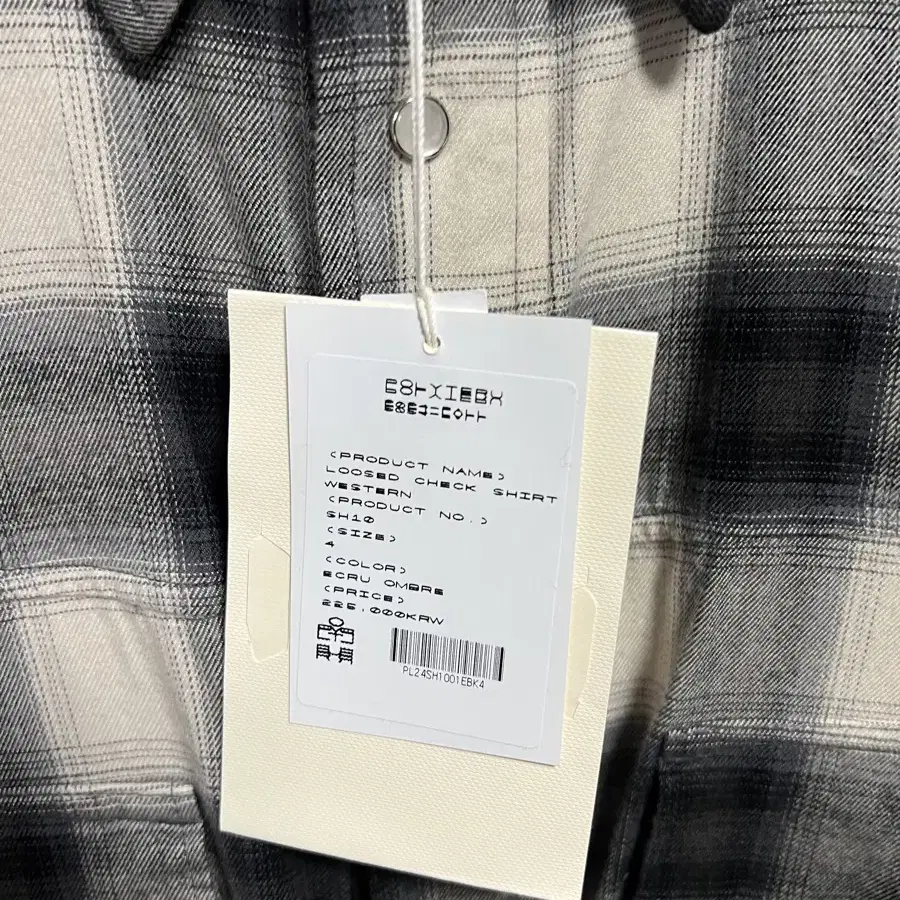 <PRODUCT NAME>
LOOSED CHECK SHIRT
WESTERN
<PRODUCT NO.>
SH10
<SIZE>
4
<COLOR>
ECRU OMBRE
<PRICE>
225,000KRW
PL24SH1001EBK4